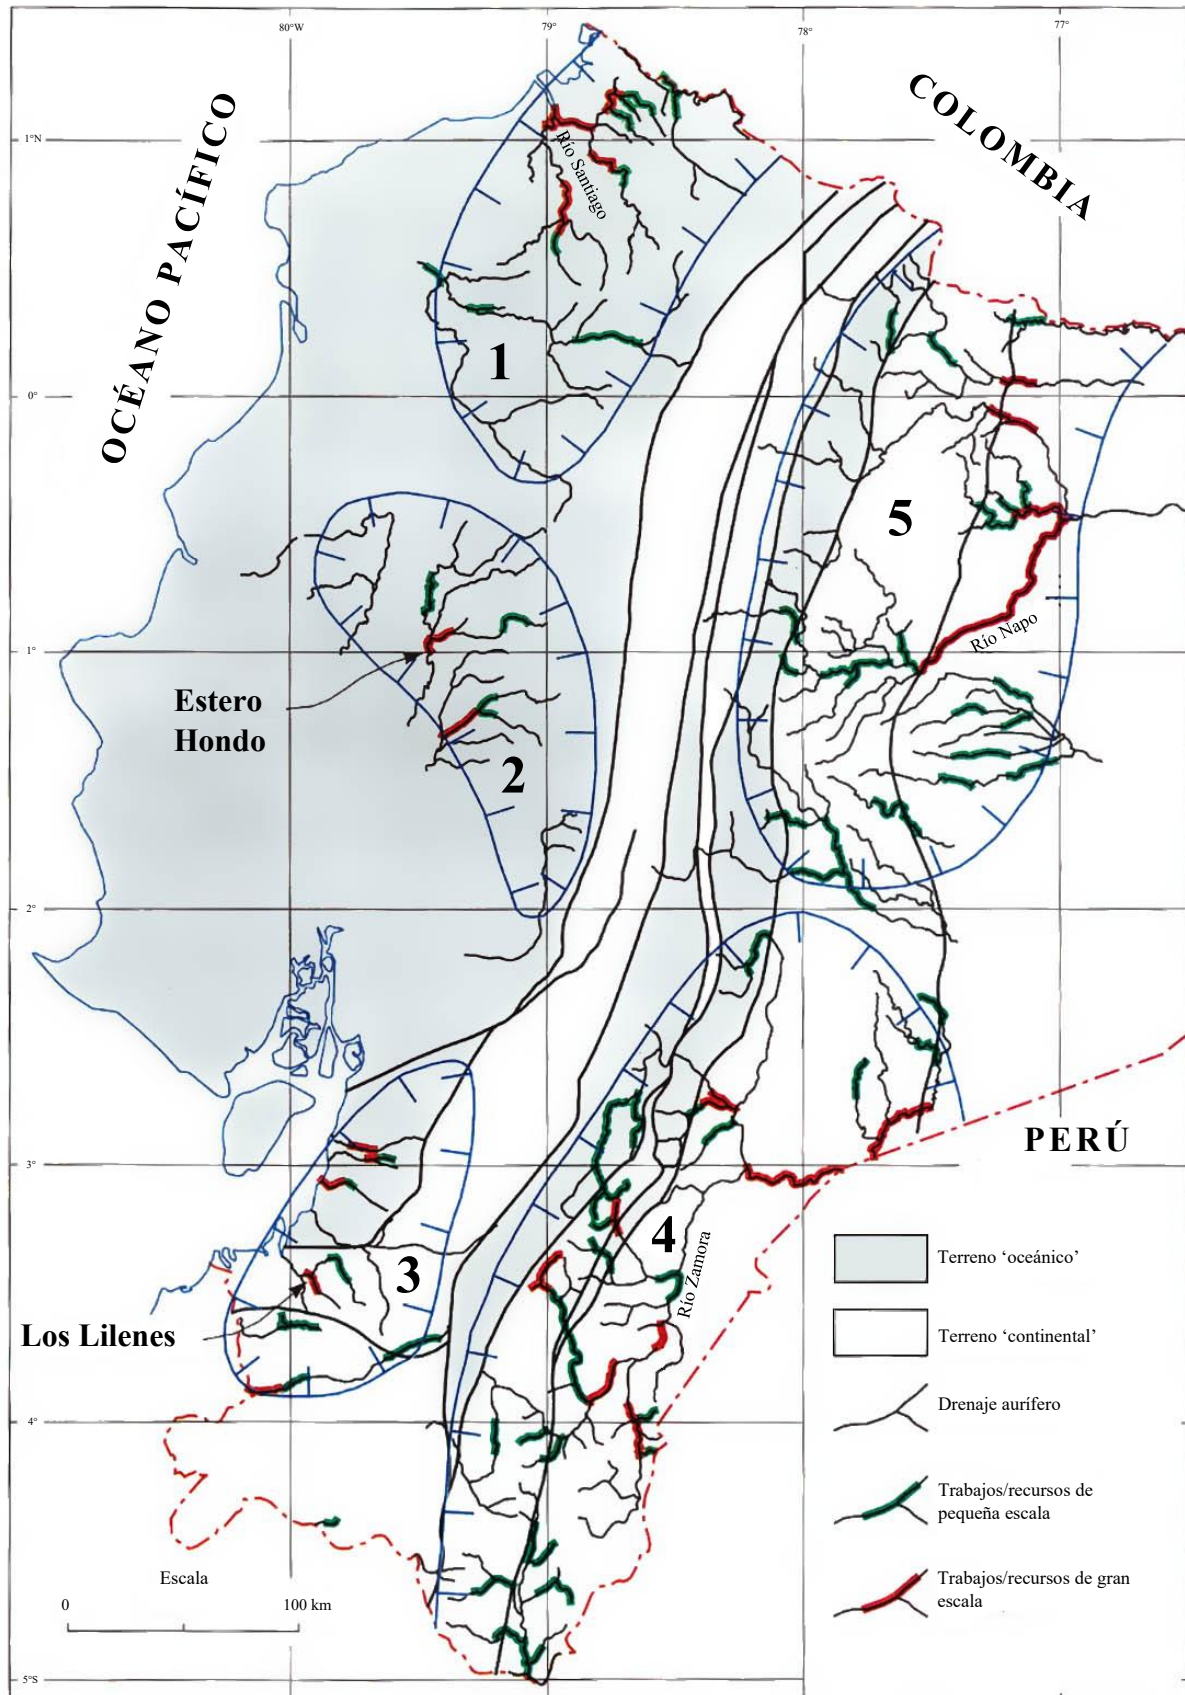 80°W
79°
78°
77°
OCÉANO PACÍFICO
COLOMBIA
1°N
Río Santiago
1
0°
5
Río Napo
1°
Estero
Hondo
2
2°
PERÚ
3°
4
Río Zamora
3
Los Lilenes
4°
5°S
Terreno ‘oceánico’
Terreno ‘continental’
Drenaje aurífero
Trabajos/recursos de
pequeña escala
Trabajos/recursos de gran
escala
Escala
0
100 km